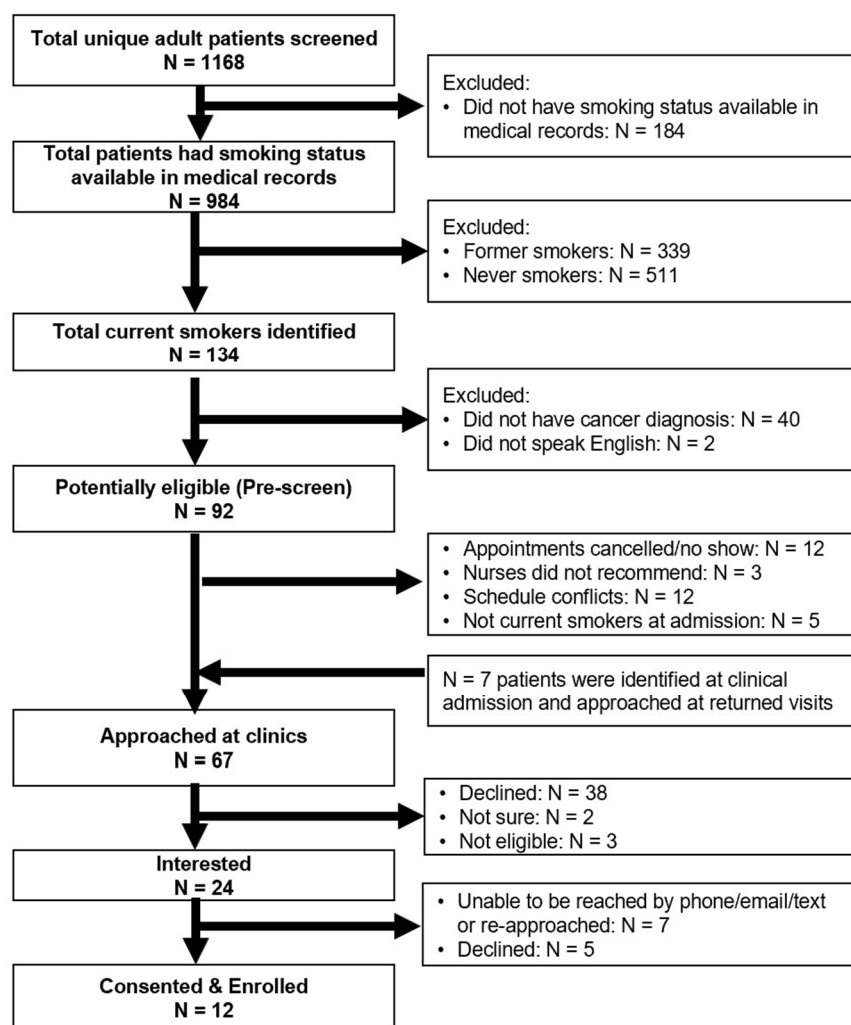 Total unique adult patients screened
N = 1168
Excluded:
• Did not have smoking status available in
medical records: N = 184
Total patients had smoking status
available in medical records
N = 984
Excluded:
• Former smokers: N = 339
• Never smokers: N = 511
Total current smokers identified
N = 134
Excluded:
• Did not have cancer diagnosis: N = 40
• Did not speak English: N = 2
Potentially eligible (Pre-screen)
N = 92
• Appointments cancelled/no show: N = 12
• Nurses did not recommend: N = 3
• Schedule conflicts: N = 12
• Not current smokers at admission: N = 5
N = 7 patients were identified at clinical
admission and approached at returned visits
Approached at clinics
N = 67
• Declined: N = 38
• Not sure: N = 2
• Not eligible: N = 3
Interested
N = 24
• Unable to be reached by phone/email/text
or re-approached: N = 7
• Declined: N = 5
Consented & Enrolled
N = 12